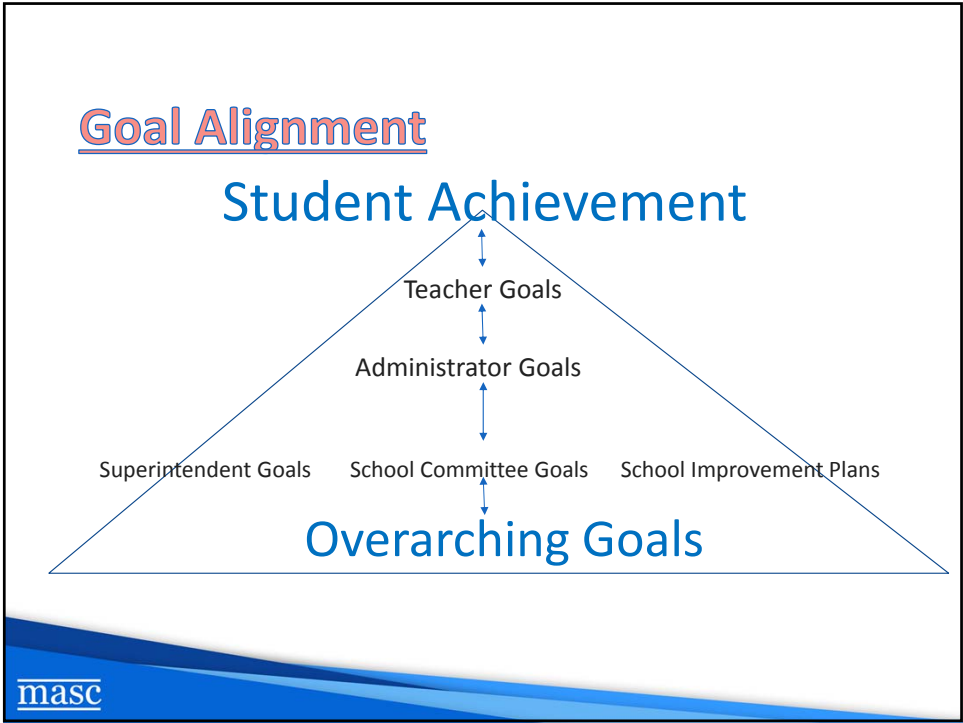 Goal Alignment
Student Achievement
Teacher Goals
Administrator Goals
Superintendent Goals School Committee Goals School Improvement Plans
Overarching Goals
masc